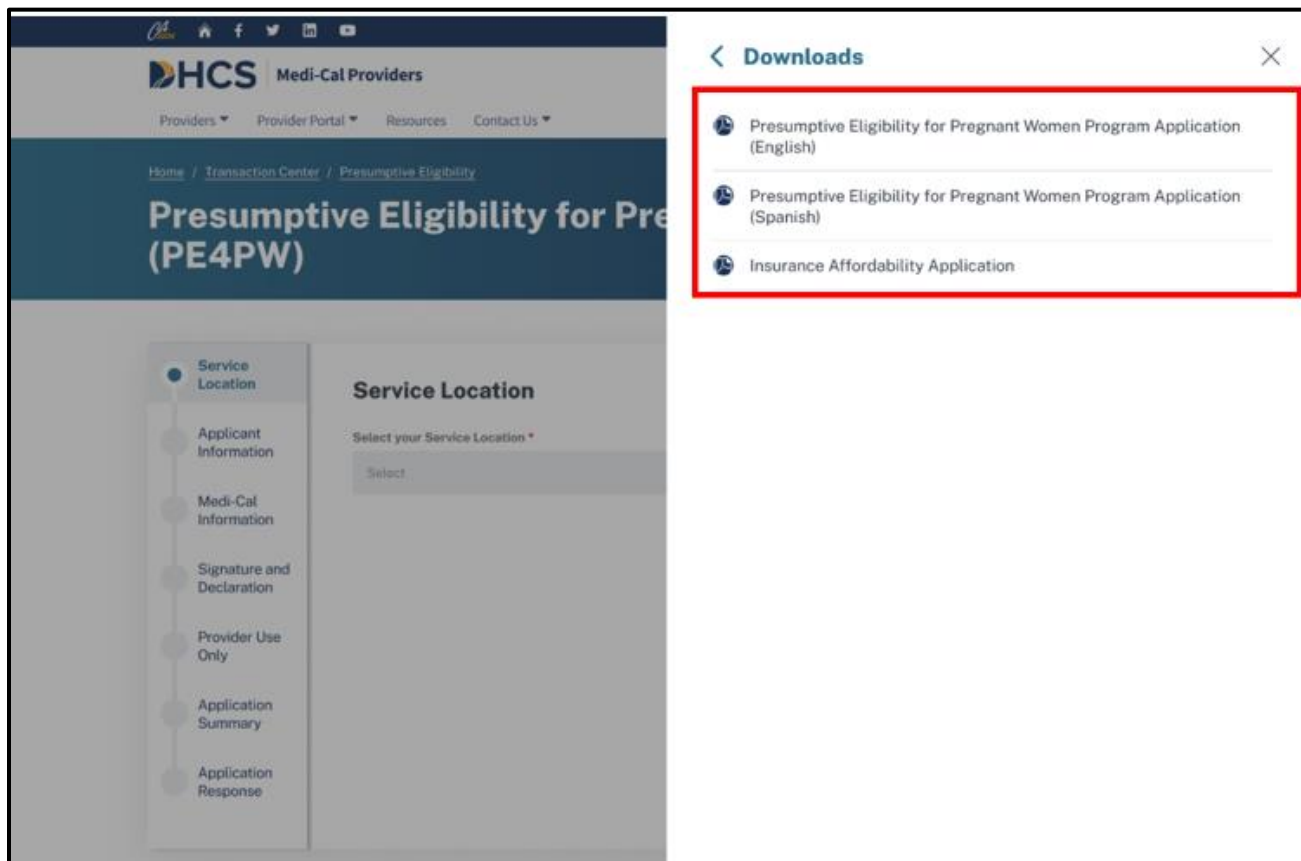 DHCS Medi-Cal Providers
Providers Provider Portal Resources Contact Us
Home / Transaction Center / Presumptive Eligibility
Presumptive Eligibility for Pre
(PE4PW)
Service
Location
Applicant
Information
Medi-Cal
Information
Signature and
Declaration
Provider Use
Only
Application
Summary
Application
Response
Service Location
Select your Service Location *
Select
Downloads
Presumptive Eligibility for Pregnant Women Program Application
(English)
Presumptive Eligibility for Pregnant Women Program Application
(Spanish)
Insurance Affordability Application